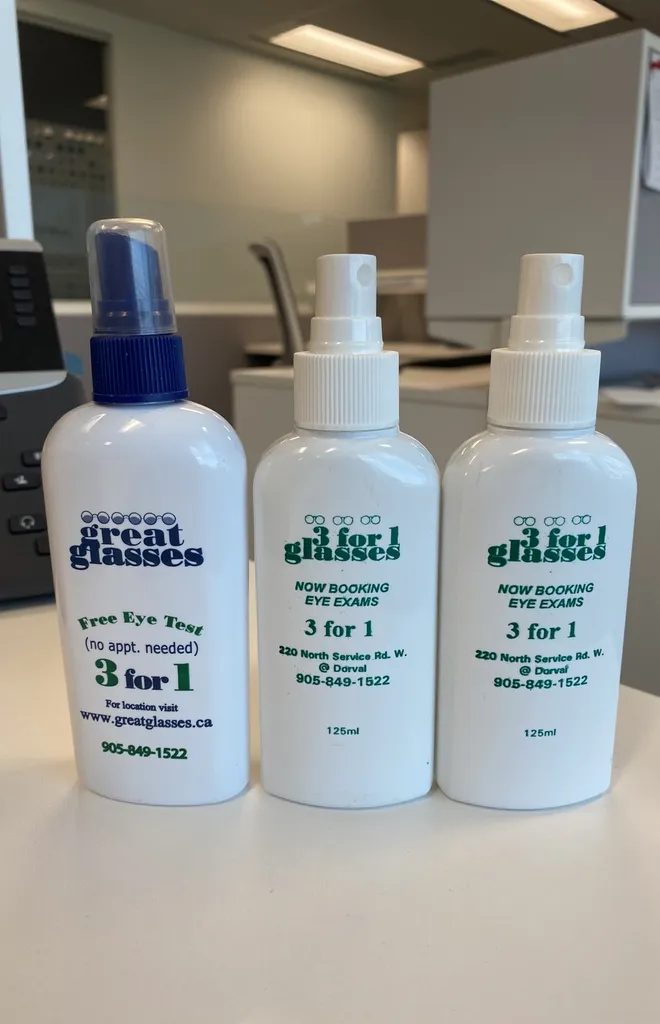 great
glasses
Free Eye Test
(no appt. needed)
3 for 1
For location visit
www.greatglasses.ca
905-849-1522
3 for 1
glasses
NOW BOOKING
EYE EXAMS
3 for 1
220 North Service Rd. W.
@ Dorval
905-849-1522
125ml
3 for 1
glasses
NOW BOOKING
EYE EXAMS
3 for 1
220 North Service Rd. W.
@ Dorval
905-849-1522
125ml